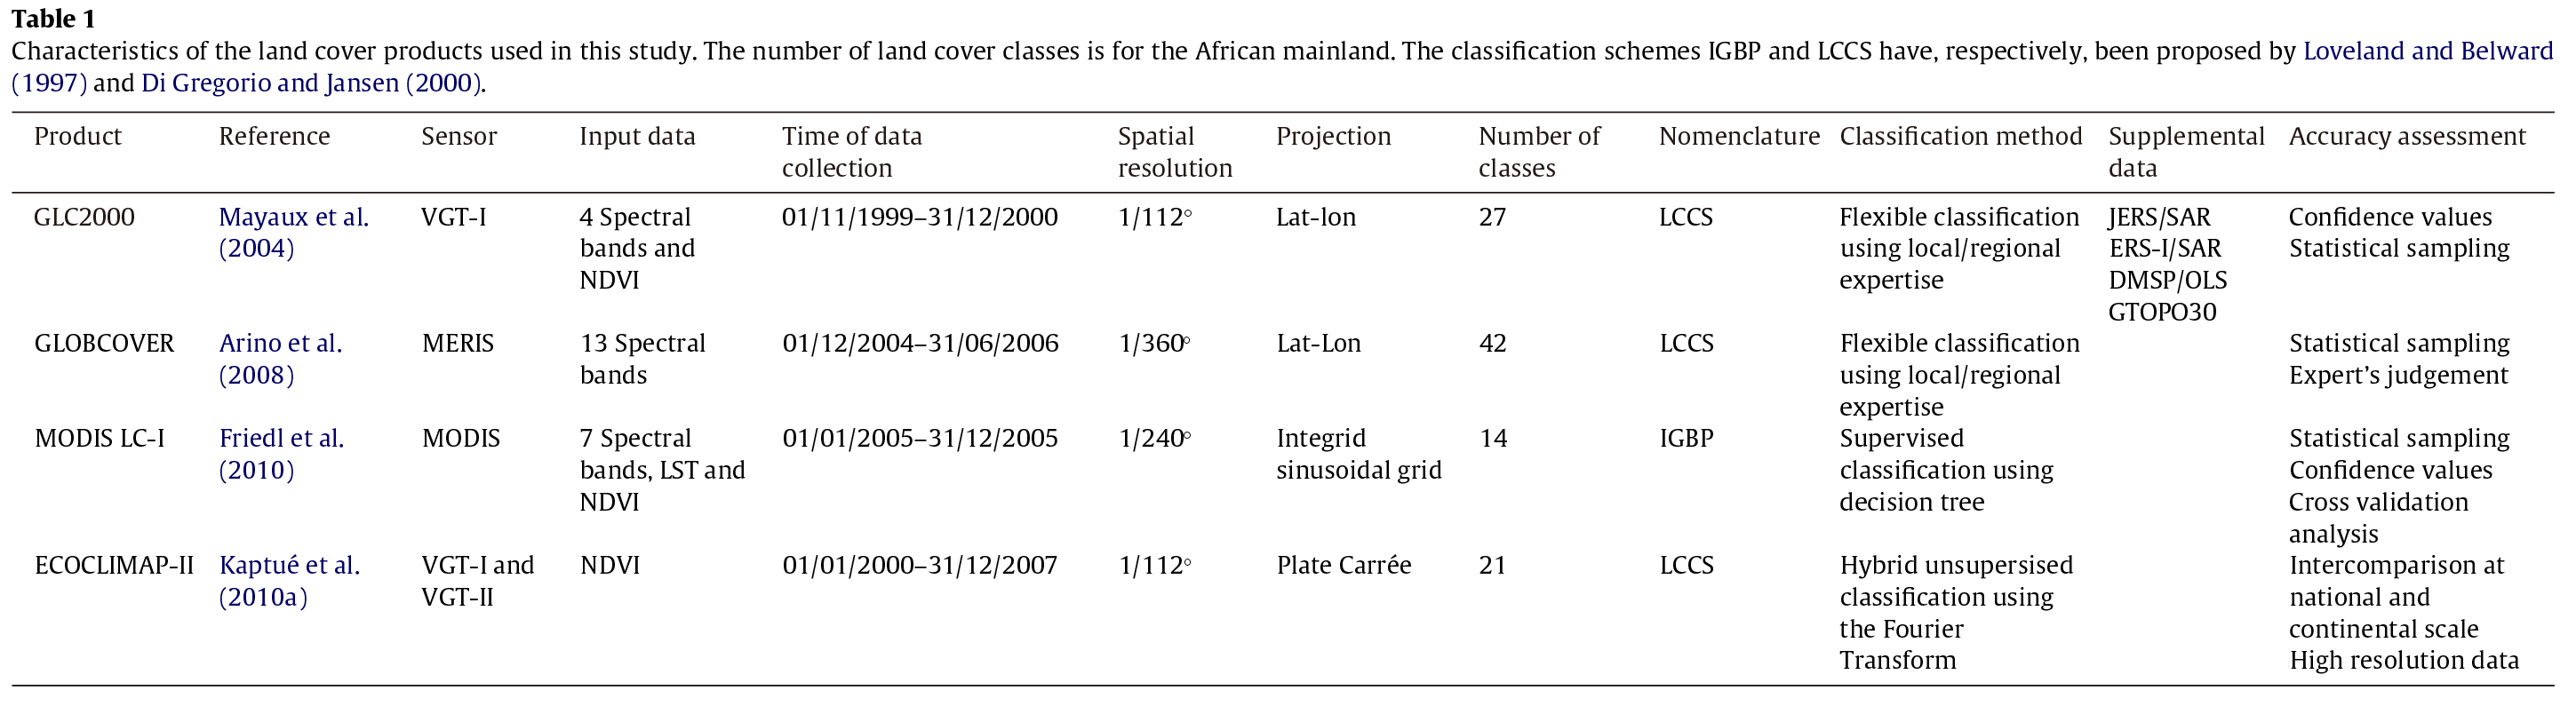 Table 1
Characteristics of the land cover products used in this study. The number of land cover classes is for the African mainland. The classification schemes IGBP and LCCS have, respectively, been proposed by Loveland and Belward
(1997) and Di Gregorio and Jansen (2000).
Product Reference Sensor Input data Time of data Spatial Projection Number of Nomenclature Classification method Supplemental Accuracy assessment
collection resolution classes data
GLC2000 Mayaux et al. VGT-I 4 Spectral 01/11/1999–31/12/2000 1/112° Lat-lon 27 LCCS Flexible classification JERS/SAR Confidence values
(2004) bands and using local/regional ERS-I/SAR Statistical sampling
NDVI expertise DMSP/OLS
GTOPO30
GLOBCOVER Arino et al. MERIS 13 Spectral 01/12/2004–31/06/2006 1/360° Lat-Lon 42 LCCS Flexible classification Statistical sampling
(2008) bands using local/regional Expert's judgement
expertise
MODIS LC-I Friedl et al. MODIS 7 Spectral 01/01/2005–31/12/2005 1/240° Integrid 14 IGBP Supervised Statistical sampling
(2010) bands, LST and sinusoidal grid classification using Confidence values
NDVI decision tree Cross validation
analysis
ECOCLIMAP-II Kaptué et al. VGT-I and NDVI 01/01/2000–31/12/2007 1/112° Plate Carrée 21 LCCS Hybrid unsupersised Intercomparison at
(2010a) VGT-II classification using national and
the Fourier continental scale
Transform High resolution data